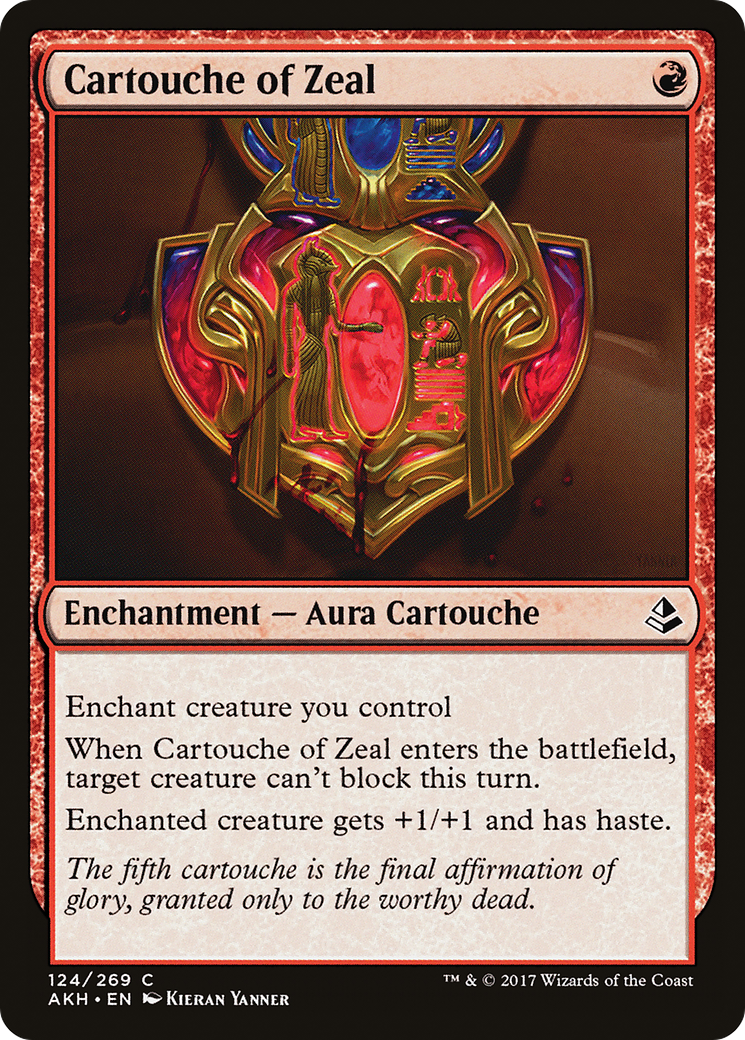 Cartouche of Zeal
YANNER
Enchantment — Aura Cartouche
Enchant creature you control
When Cartouche of Zeal enters the battlefield,
target creature can't block this turn.
Enchanted creature gets +1/+1 and has haste.
The fifth cartouche is the final affirmation of
glory, granted only to the worthy dead.
124/269 C
™ & © 2017 Wizards of the Coast
AKH • EN Kieran Yanner